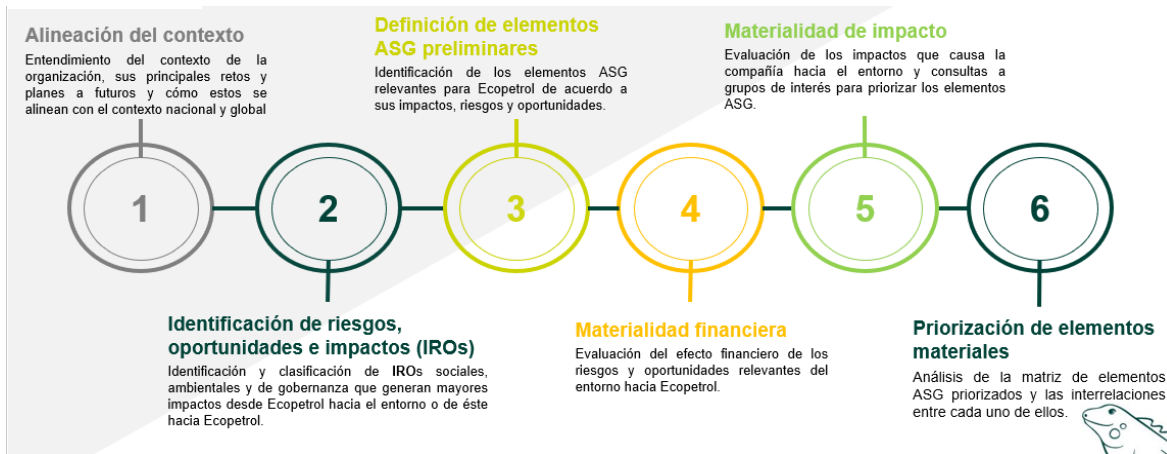 Alineación del contexto
Entendimiento del contexto de la
organización, sus principales retos y
planes a futuros y cómo estos se
alinean con el contexto nacional y global
Definición de elementos
ASG preliminares
Identificación de los elementos ASG
relevantes para Ecopetrol de acuerdo a
sus impactos, riesgos y oportunidades.
Materialidad de impacto
Evaluación de los impactos que causa la
compañía hacia el entorno y consultas a
grupos de interés para priorizar los elementos
ASG.
1
2
3
4
5
6
Identificación de riesgos,
oportunidades e impactos (IROs)
Identificación y clasificación de IROs sociales,
ambientales y de gobernanza que generan mayores
impactos desde Ecopetrol hacia el entorno o de éste
hacia Ecopetrol.
Materialidad financiera
Evaluación del efecto financiero de los
riesgos y oportunidades relevantes del
entorno hacia Ecopetrol.
Priorización de elementos
materiales
Análisis de la matriz de elementos
ASG priorizados y las interrelaciones
entre cada uno de ellos.